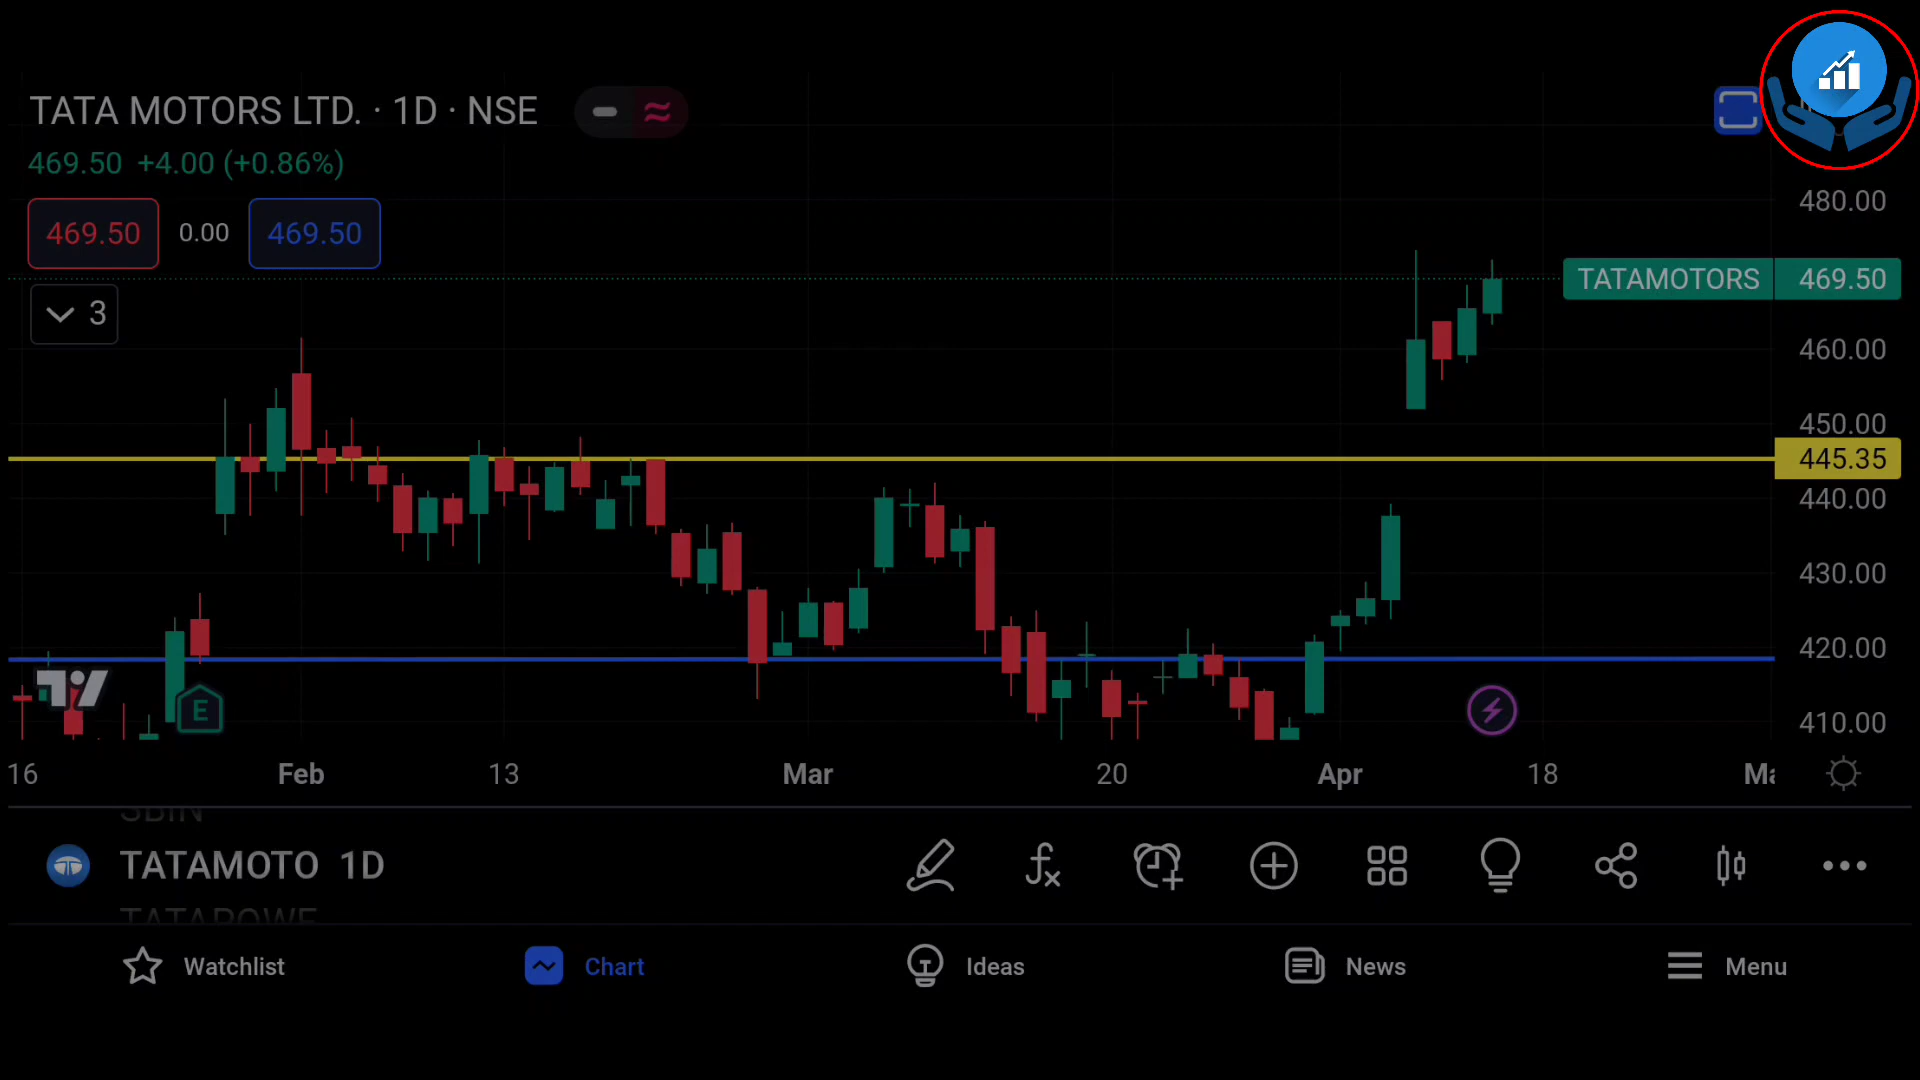 TATA MOTORS LTD. · 1D · NSE
469.50 +4.00 (+0.86%)
469.50 0.00 469.50
3
480.00
TATAMOTORS 469.50
460.00
450.00
445.35
440.00
430.00
420.00
410.00
E
16 Feb 13 Mar 20 Apr 18 Ma
SBIN
TATAMOTO 1D
TATAPOWE
Watchlist Chart Ideas News Menu